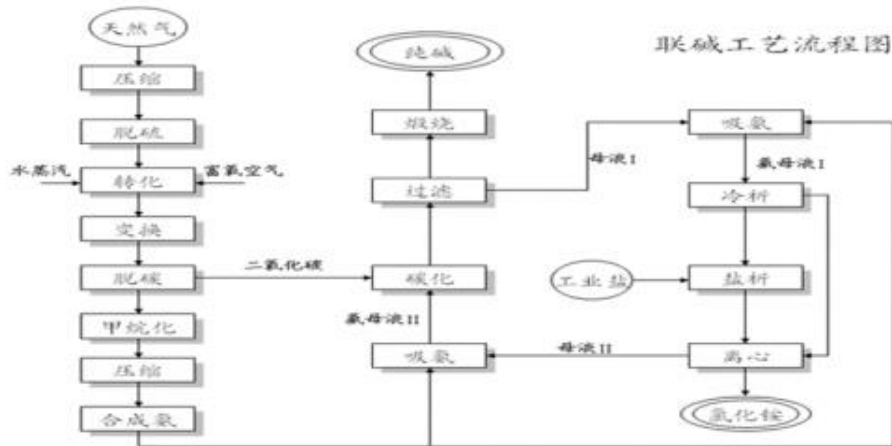 联碱工艺流程图
天然气
压缩
脱硫
水蒸汽
转化
富氧空气
变换
脱碳
二氧化碳
甲烷化
压缩
合成氨
纯碱
煅烧
过滤
母液I
碳化
氨母液II
吸氨
母液II
吸氨
氨母液I
冷析
工业盐
盐析
离心
氯化铵